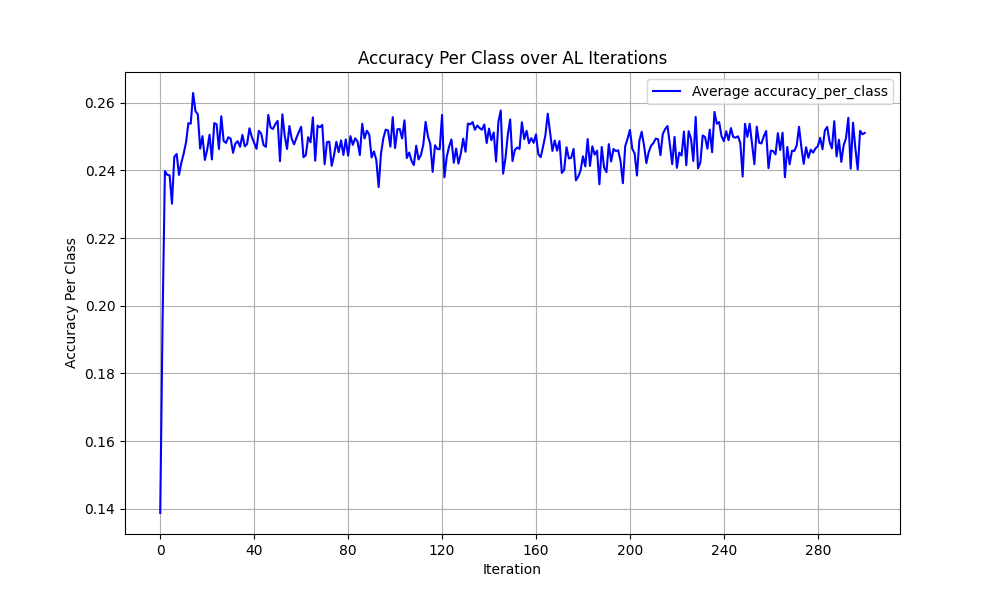 Accuracy Per Class over AL Iterations
Average accuracy_per_class
Accuracy Per Class
0.26
0.24
0.22
0.20
0.18
0.16
0.14
0 40 80 120 160 200 240 280
Iteration